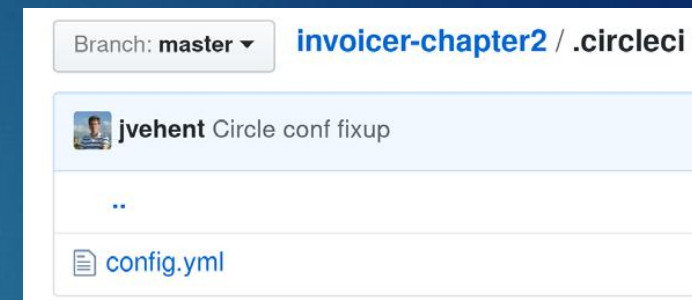 Branch: master invoicer-chapter2 / .circleci
jvehent Circle conf fixup
..
config.yml